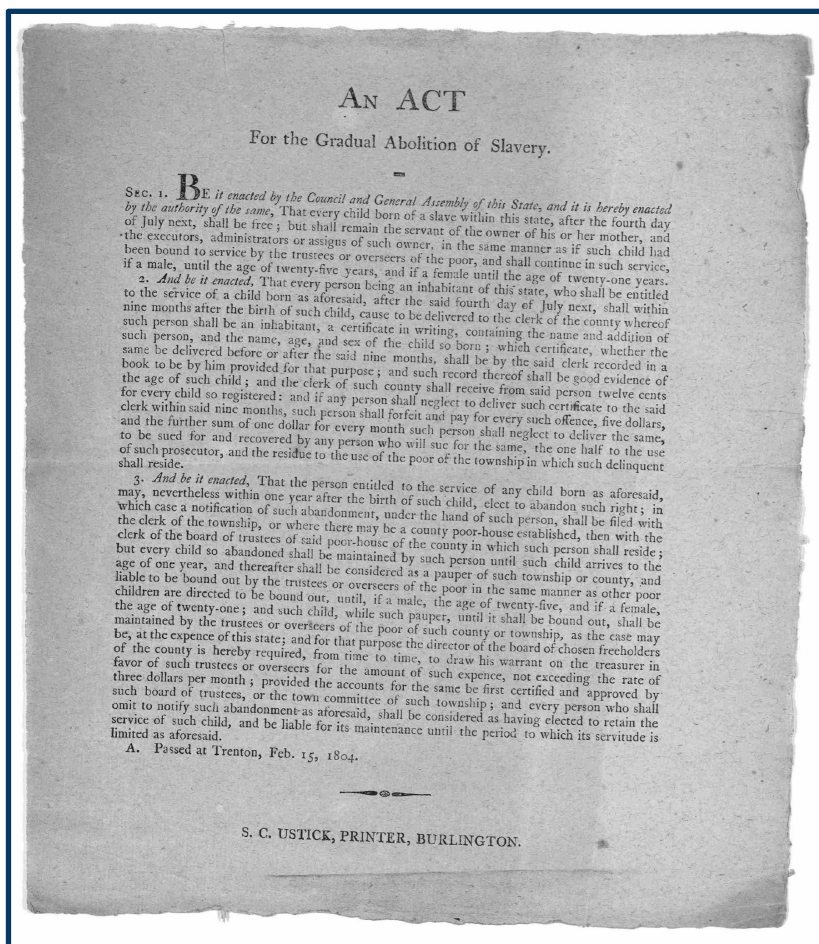 AN ACT
For the Gradual Abolition of Slavery.
SEC. 1. BE it enacted by the Council and General Assembly of this State, and it is hereby enacted
by the authority of the same, That every child born of a slave within this state, after the fourth day
of July next, shall be free; but shall remain the servant of the owner of his or her mother, and
the executors, administrators or assigns of such owner, in the same manner as if such child had
been bound to service by the trustees or overseers of the poor, and shall continue in such service,
if a male, until the age of twenty-five years, and if a female until the age of twenty-one years.
2. And be it enacted, That every person being an inhabitant of this state, who shall be entitled
to the service of a child born as aforesaid, after the said fourth day of July next, shall within
nine months after the birth of such child, cause to be delivered to the clerk of the county whereof
such person shall be an inhabitant, a certificate in writing, containing the name and addition of
such person, and the name, age, and sex of the child so born; which certificate, whether the
same be delivered before or after the said nine months, shall be by the said clerk recorded in a
book to be by him provided for that purpose; and such record thereof shall be good evidence of
the age of such child; and the clerk of such county shall receive from said person twelve cents
for every child so registered: and if any person shall neglect to deliver such certificate to the said
clerk within said nine months, such person shall forfeit and pay for every such offence, five dollars,
and the further sum of one dollar for every month such person shall neglect to deliver the same,
to be sued for and recovered by any person who will sue for the same, the one half to the use
of such prosecutor, and the residue to the use of the poor of the township in which such delinquent
shall reside.
3. And be it enacted, That the person entitled to the service of any child born as aforesaid,
may, nevertheless within one year after the birth of such child, elect to abandon such right; in
which case a notification of such abandonment, under the hand of such person, shall be filed with
the clerk of the township, or where there may be a county poor-house established, then with the
clerk of the board of trustees of said poor-house of the county in which such person shall reside;
but every child so abandoned shall be maintained by such person until such child arrives to the
age of one year, and thereafter shall be considered as a pauper of such township or county, and
liable to be bound out by the trustees or overseers of the poor in the same manner as other poor
children are directed to be bound out, until, if a male, the age of twenty-five, and if a female,
the age of twenty-one; and such child, while such pauper, until it shall be bound out, shall be
maintained by the trustees or overseers of the poor of such county or township, as the case may
be, at the expence of this state; and for that purpose the director of the board of chosen freeholders
of the county is hereby required, from time to time, to draw his warrant on the treasurer in
favor of such trustees or overseers for the amount of such expence, not exceeding the rate of
three dollars per month; provided the accounts for the same be first certified and approved by
such board of trustees, or the town committee of such township; and every person who shall
omit to notify such abandonment as aforesaid, shall be considered as having elected to retain the
service of such child, and be liable for its maintenance until the period to which its servitude is
limited as aforesaid.
A. Passed at Trenton, Feb. 15, 1804.
S. C. USTICK, PRINTER, BURLINGTON.